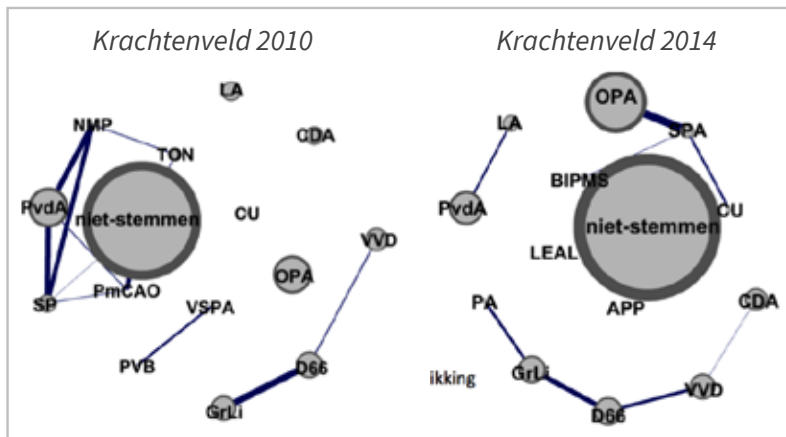 Krachtenveld 2010
LA
CDA
NMP
TON
PvdA
niet-stemmen
CU
VVD
OPA
SP
PmCAO
VSPA
PVB
D66
GrLi
Krachtenveld 2014
OPA
LA
SPA
BIPMS
PvdA
CU
niet-stemmen
LEAL
PA
APP
CDA
GrLi
ikking
VVD
D66